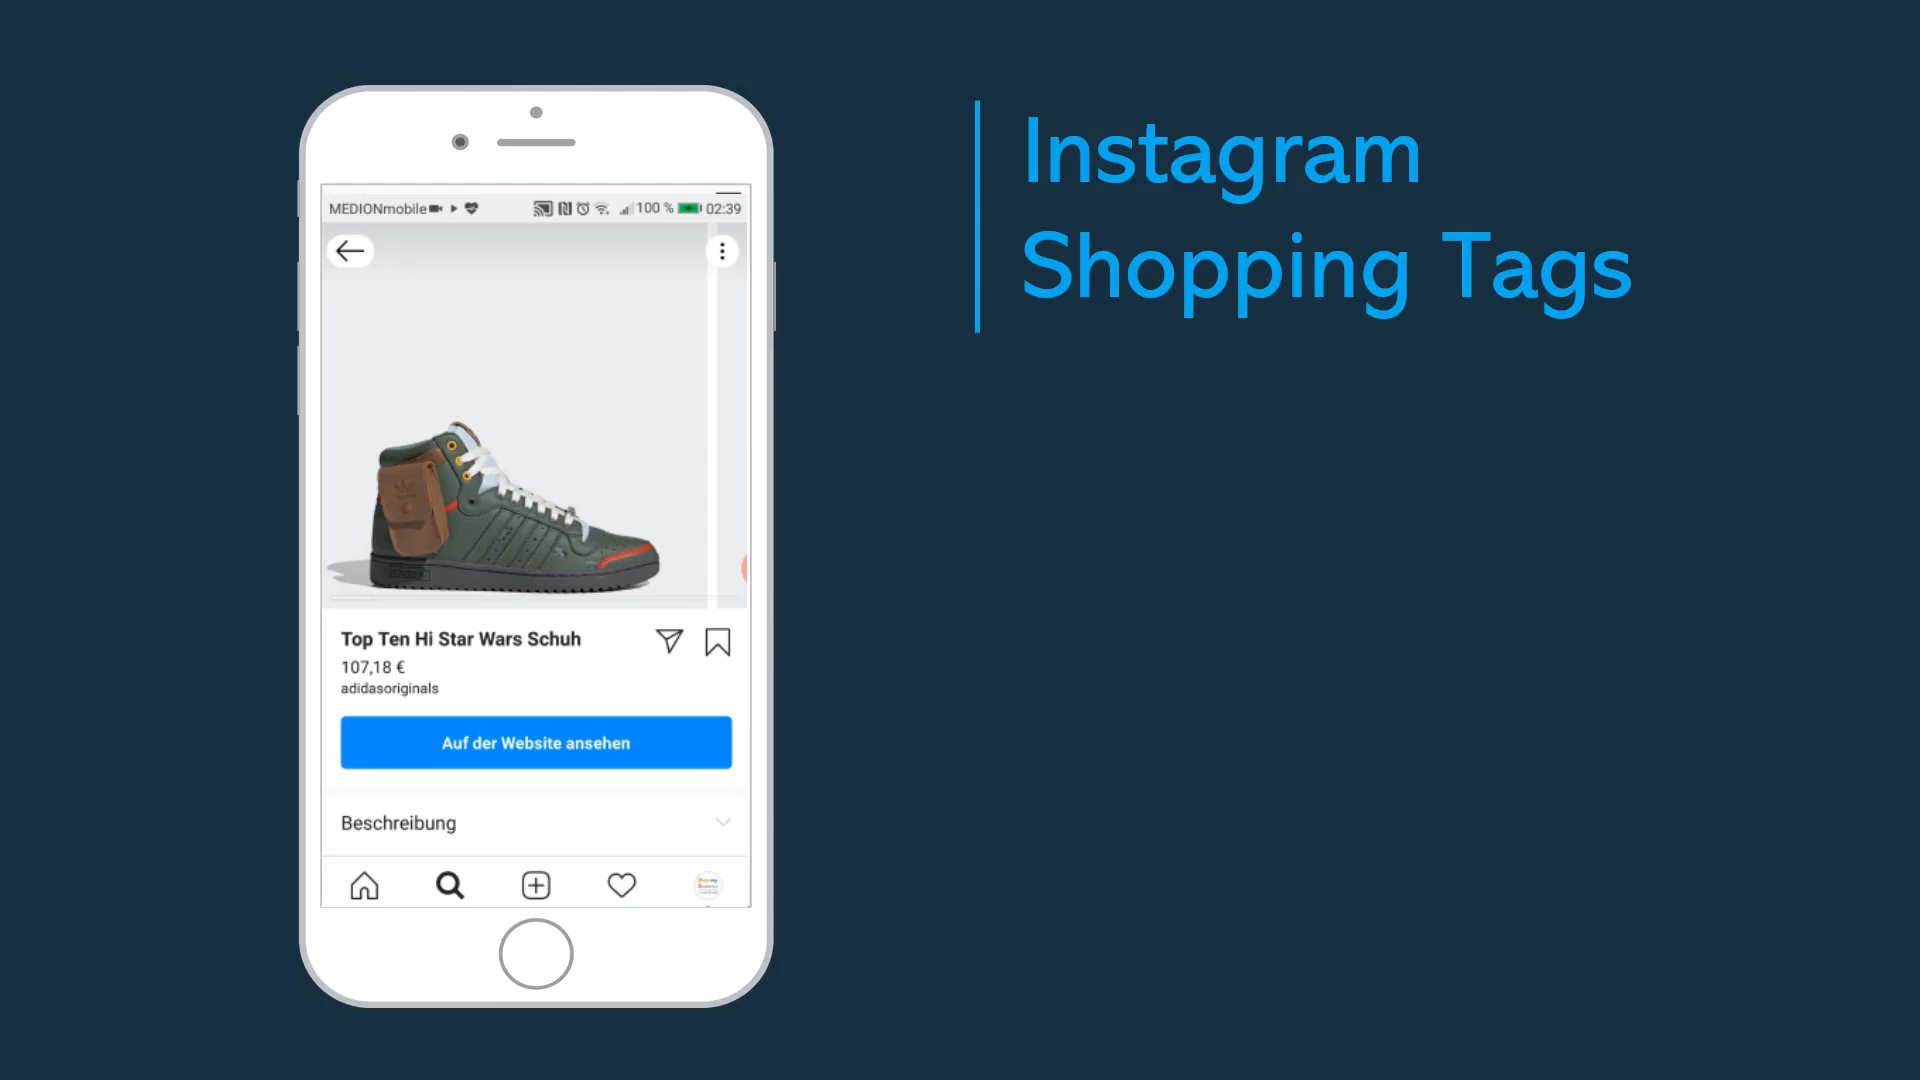 Instagram
Shopping Tags
MEDIONmobile 100 % 02:39
Top Ten Hi Star Wars Schuh
107,18 €
adidasoriginals
Auf der Website ansehen
Beschreibung